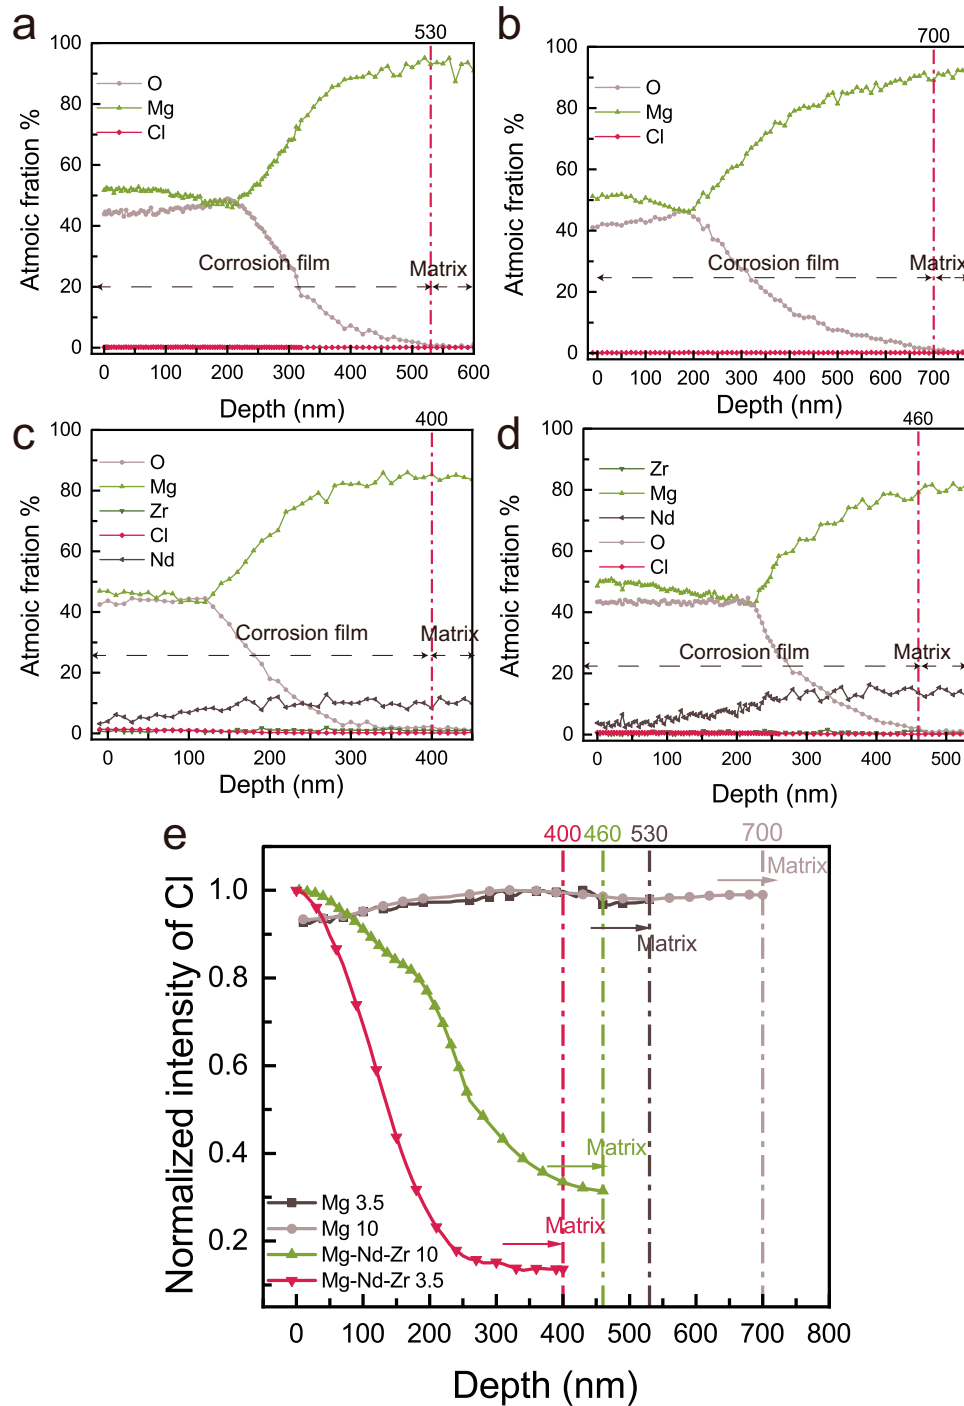 a
530
100
80
60
40
20
0
Atmoic fration %
O
Mg
Cl
Corrosion film
Matrix
0 100 200 300 400 500 600
Depth (nm)
b
700
100
80
60
40
20
0
Atmoic fration %
O
Mg
Cl
Corrosion film
Matrix
0 100 200 300 400 500 600 700
Depth (nm)
c
400
100
80
60
40
20
0
Atmoic fration %
O
Mg
Zr
Cl
Nd
Corrosion film
Matrix
0 100 200 300 400
Depth (nm)
d
460
100
80
60
40
20
0
Atmoic fration %
Zr
Mg
Nd
O
Cl
Corrosion film
Matrix
0 100 200 300 400 500
Depth (nm)
e
400 460 530 700
Matrix
1.0
0.8
0.6
0.4
0.2
Normalized intensity of Cl
Matrix
Matrix
Matrix
Mg 3.5
Mg 10
Mg-Nd-Zr 10
Mg-Nd-Zr 3.5
0 100 200 300 400 500 600 700 800
Depth (nm)